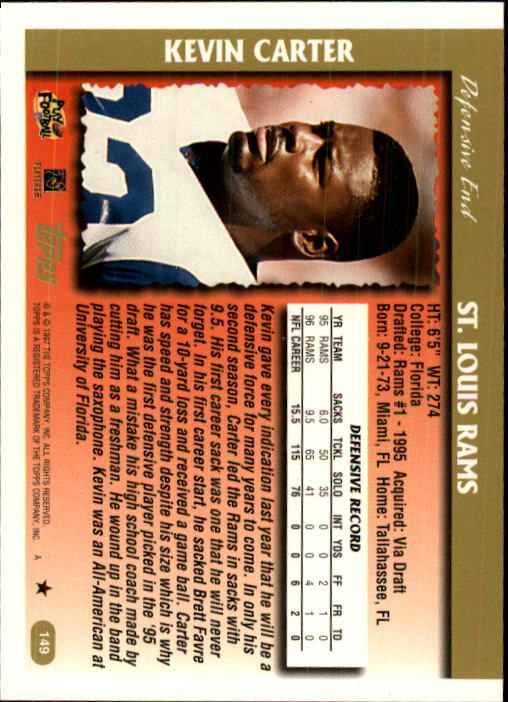 KEVIN CARTER
Defensive End
ST. LOUIS RAMS
HT: 6'5" WT: 274
College: Florida
Drafted: Rams #1 - 1995 Acquired: Via Draft
Born: 9-21-73, Miami, FL Home: Tallahassee, FL
DEFENSIVE RECORD
YR TEAM SACKS TCKL SOLO INT YDS FF FR TD
95 RAMS 6.0 50 35 0 0 2 1 0
96 RAMS 9.5 65 41 0 0 4 1 0
NFL CAREER 15.5 115 76 0 0 6 2 0
Kevin gave every indication last year that he will be a
defensive force for many years to come. In only his
second season, Carter led the Rams in sacks with
9.5. His first career sack was one that he will never
forget. In his first career start, he sacked Brett Favre
for a 10-yard loss and received a game ball. Carter
has speed and strength despite his size which is why
he was the first defensive player picked in the '95
draft. What a mistake his high school coach made by
cutting him as a freshman. He wound up in the band
playing the saxophone. Kevin was an All-American at
University of Florida.
PLAY
FOOTBALL
PLAYERS
topps
® & © 1997 THE TOPPS COMPANY, INC. ALL RIGHTS RESERVED.
TOPPS IS A REGISTERED TRADEMARK OF THE TOPPS COMPANY, INC. A
149